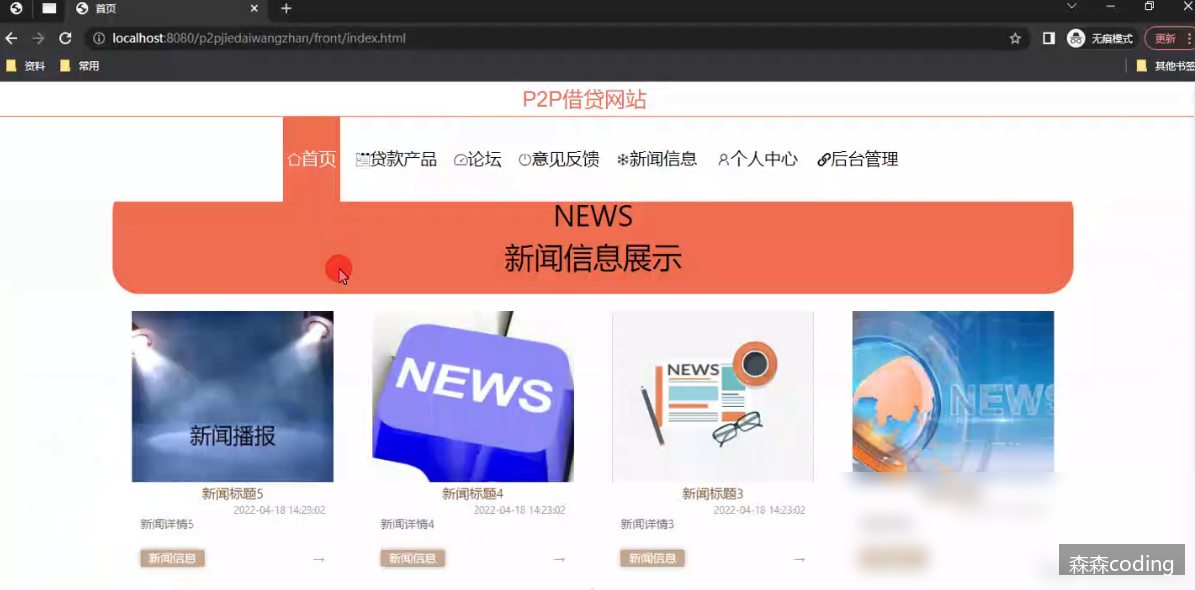 首页
localhost:8080/p2pjiedaiwangzhan/front/index.html
无痕模式
更新
资料
常用
其他书签
P2P借贷网站
首页
贷款产品
论坛
意见反馈
新闻信息
个人中心
后台管理
NEWS
新闻信息展示
新闻播报
NEWS
NEWS
NEWS
新闻标题5
新闻标题4
新闻标题3
2022-04-18 14:23:02
2022-04-18 14:23:02
2022-04-18 14:23:02
新闻详情5
新闻详情4
新闻详情3
新闻信息
新闻信息
新闻信息
森森coding